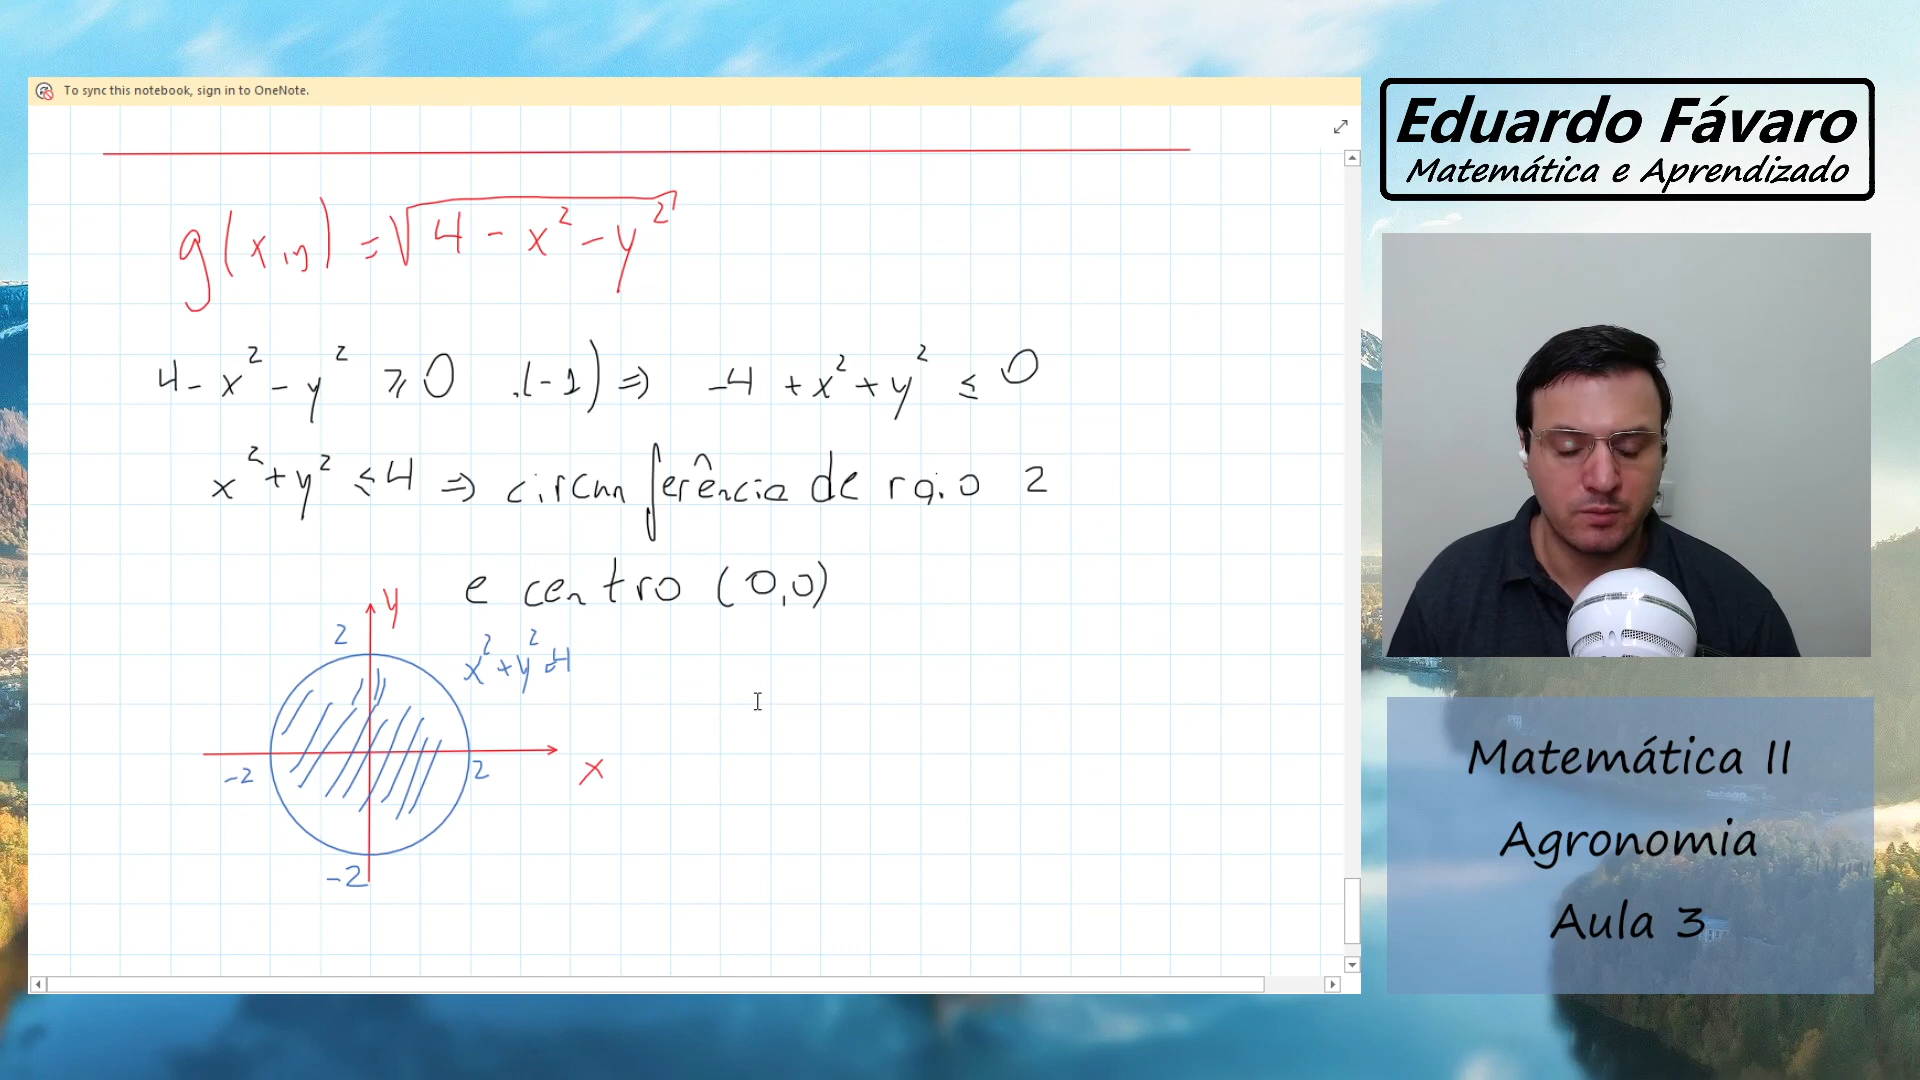 To sync this notebook, sign in to OneNote.
g(x,y) = √4 - x² - y²
4 - x² - y² ≥ 0 .(-1) ⇒ -4 + x² + y² ≤ 0
x² + y² ≤ 4 ⇒ circunferência de raio 2
e centro (0,0)
y
2
x² + y² = 4
-2
2
x
-2
Eduardo Fávaro
Matemática e Aprendizado
Matemática II
Agronomia
Aula 3